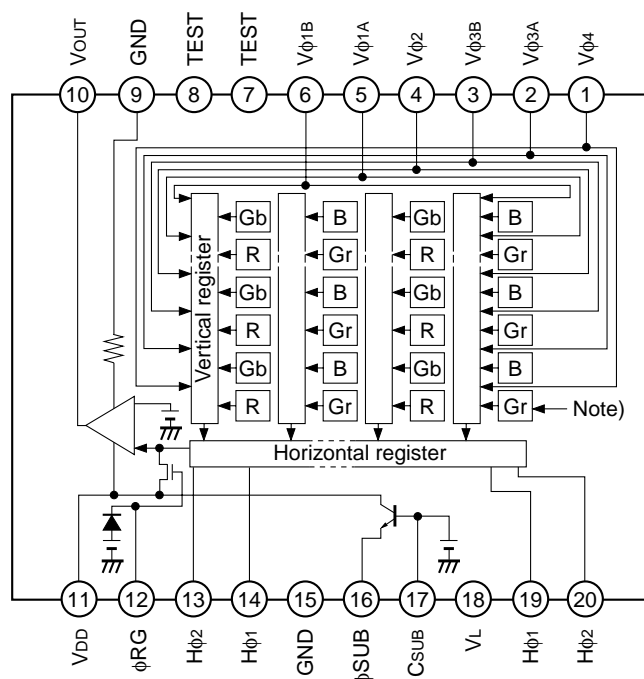 VOUT GND TEST TEST Vϕ1B Vϕ1A Vϕ2 Vϕ3B Vϕ3A Vϕ4
10 9 8 7 6 5 4 3 2 1
Vertical register
Gb B Gb B
R Gr R Gr
Gb B Gb B
R Gr R Gr
Gb B Gb B
R Gr R Gr
Note)
Horizontal register
11 12 13 14 15 16 17 18 19 20
VDD ϕRG Hϕ2 Hϕ1 GND ϕSUB CSUB VL Hϕ1 Hϕ2